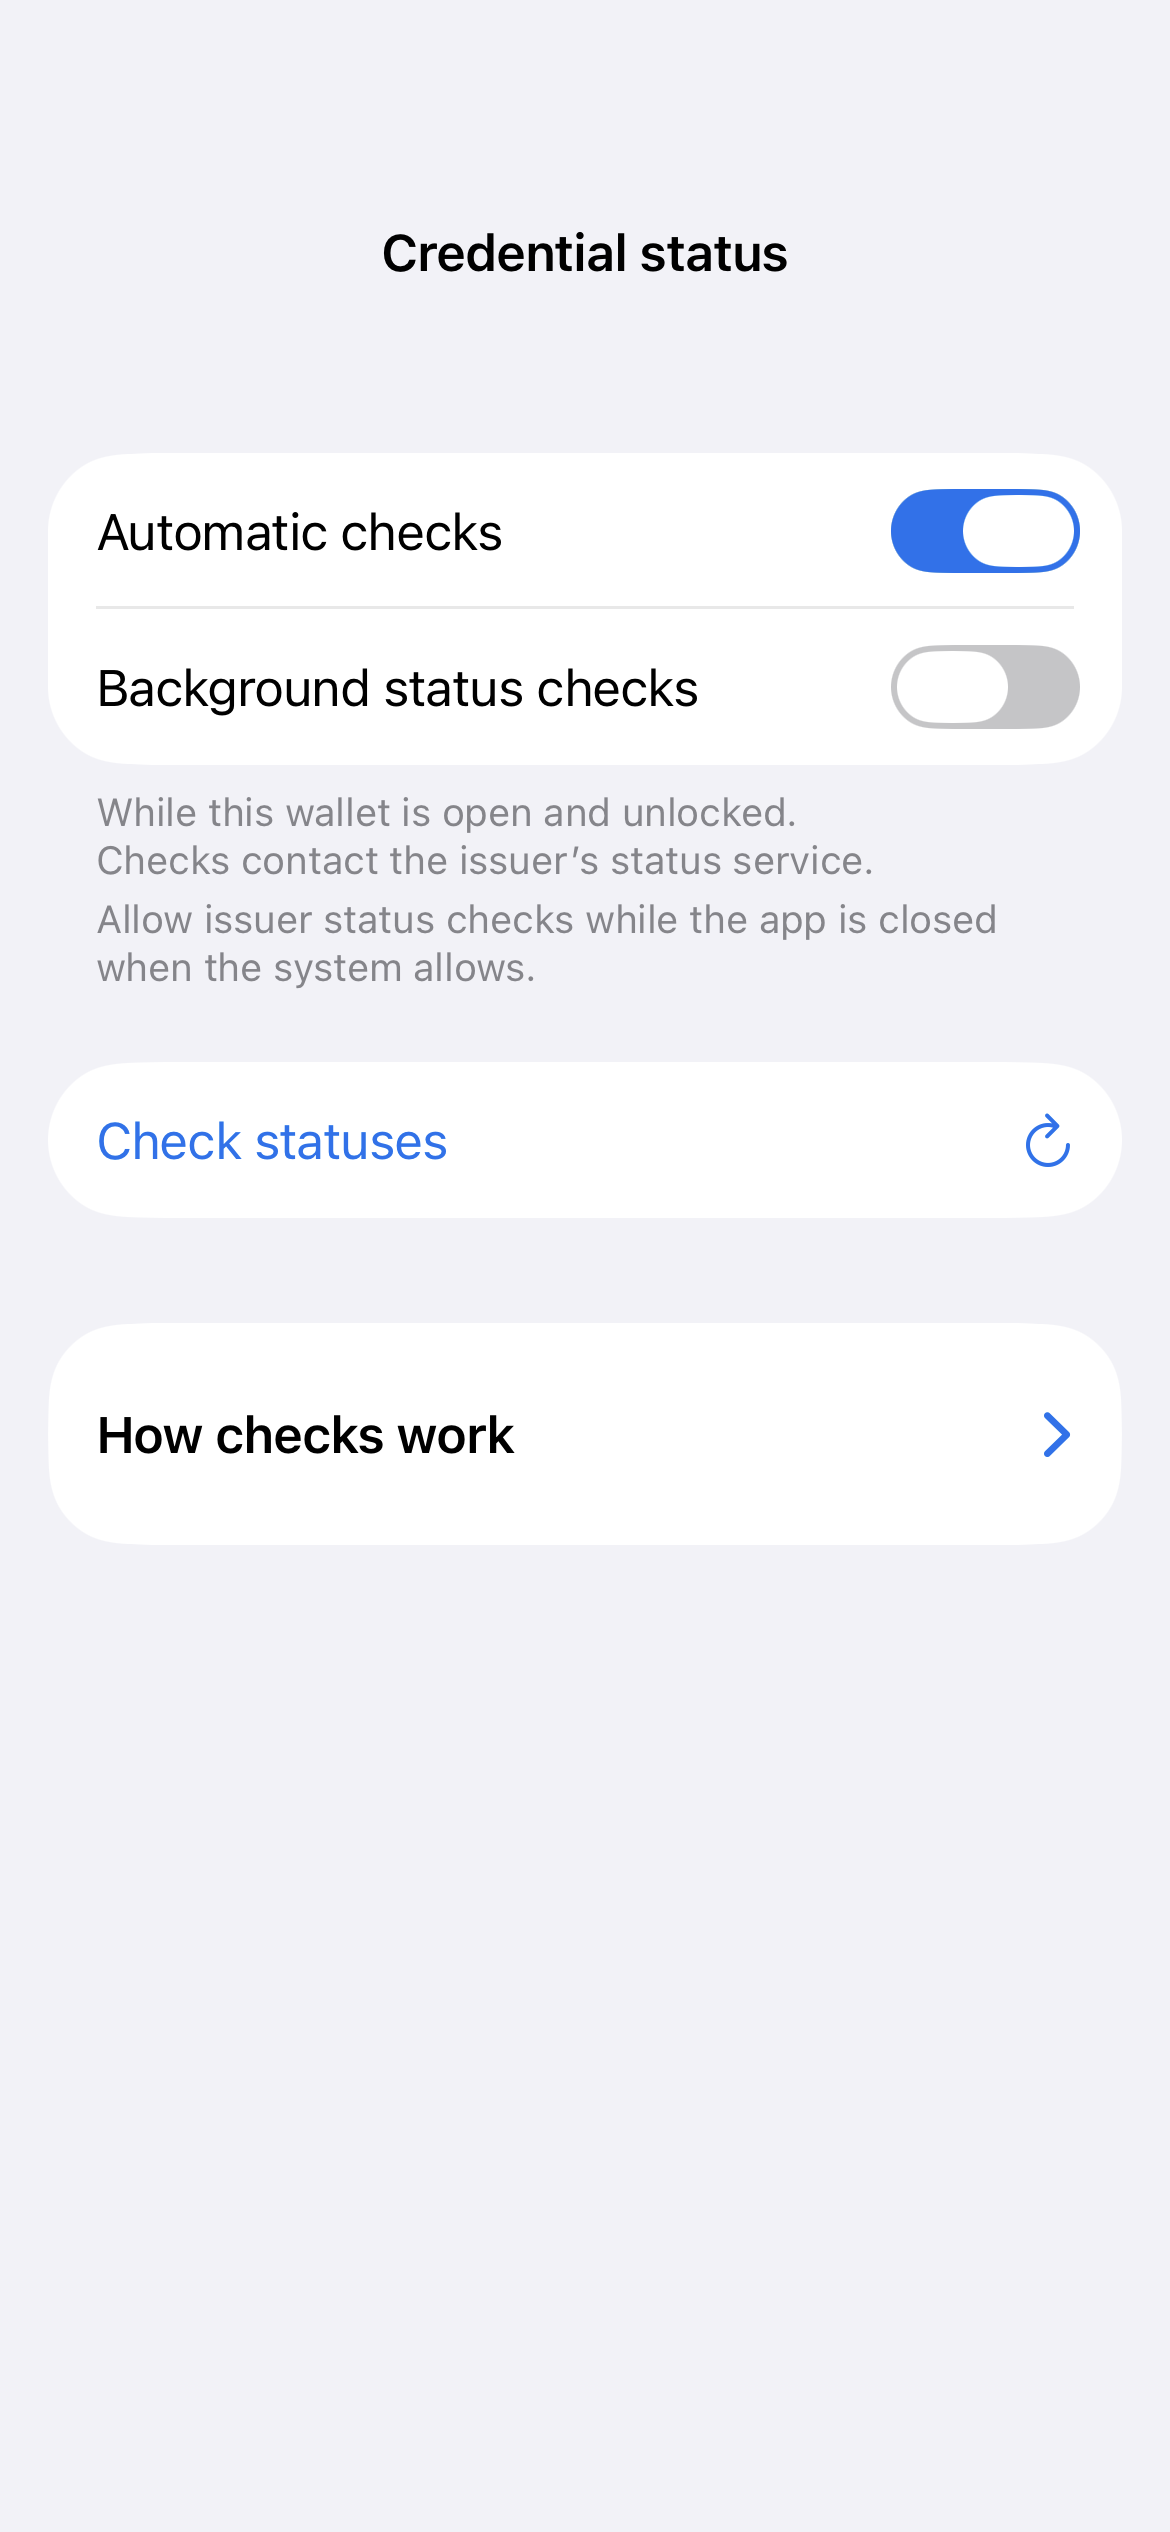 Credential status
Automatic checks
Background status checks
While this wallet is open and unlocked.
Checks contact the issuer’s status service.
Allow issuer status checks while the app is closed
when the system allows.
Check statuses
How checks work